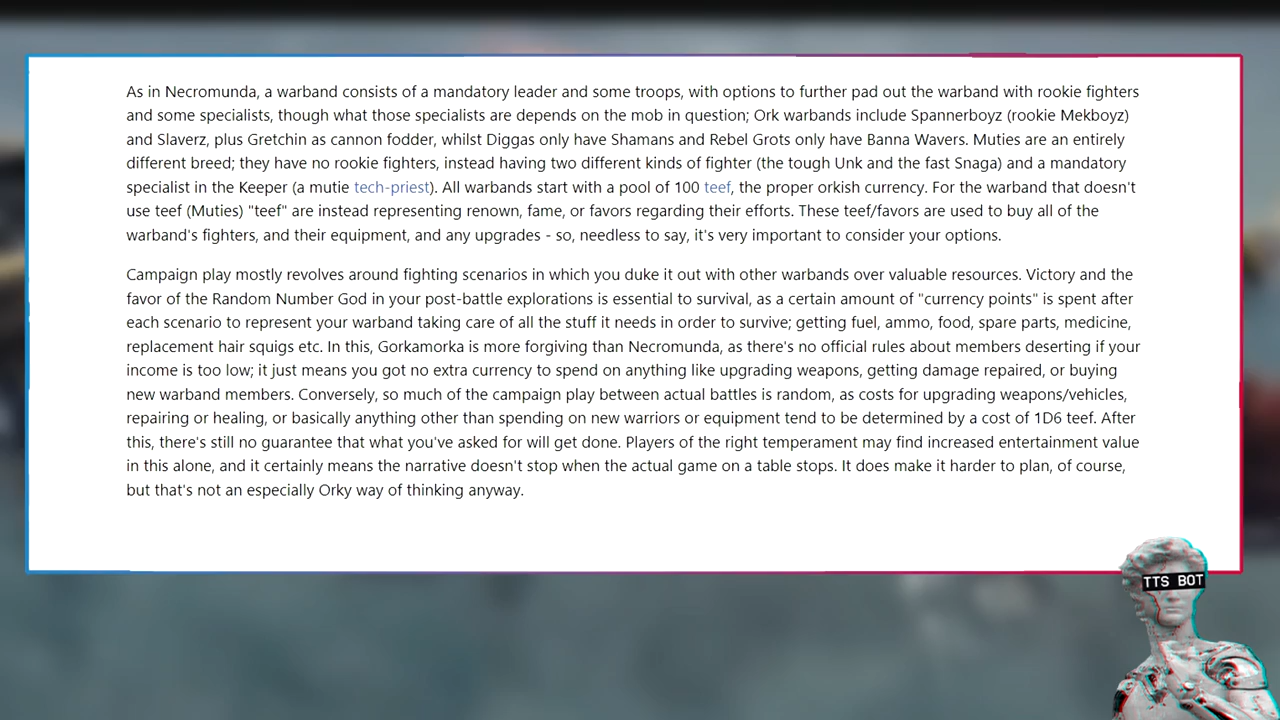 As in Necromunda, a warband consists of a mandatory leader and some troops, with options to further pad out the warband with rookie fighters
and some specialists, though what those specialists are depends on the mob in question; Ork warbands include Spannerboyz (rookie Mekboyz)
and Slaverz, plus Gretchin as cannon fodder, whilst Diggas only have Shamans and Rebel Grots only have Banna Wavers. Muties are an entirely
different breed; they have no rookie fighters, instead having two different kinds of fighter (the tough Unk and the fast Snaga) and a mandatory
specialist in the Keeper (a mutie tech-priest). All warbands start with a pool of 100 teef, the proper orkish currency. For the warband that doesn't
use teef (Muties) "teef" are instead representing renown, fame, or favors regarding their efforts. These teef/favors are used to buy all of the
warband's fighters, and their equipment, and any upgrades - so, needless to say, it's very important to consider your options.
Campaign play mostly revolves around fighting scenarios in which you duke it out with other warbands over valuable resources. Victory and the
favor of the Random Number God in your post-battle explorations is essential to survival, as a certain amount of "currency points" is spent after
each scenario to represent your warband taking care of all the stuff it needs in order to survive; getting fuel, ammo, food, spare parts, medicine,
replacement hair squigs etc. In this, Gorkamorka is more forgiving than Necromunda, as there's no official rules about members deserting if your
income is too low; it just means you got no extra currency to spend on anything like upgrading weapons, getting damage repaired, or buying
new warband members. Conversely, so much of the campaign play between actual battles is random, as costs for upgrading weapons/vehicles,
repairing or healing, or basically anything other than spending on new warriors or equipment tend to be determined by a cost of 1D6 teef. After
this, there's still no guarantee that what you've asked for will get done. Players of the right temperament may find increased entertainment value
in this alone, and it certainly means the narrative doesn't stop when the actual game on a table stops. It does make it harder to plan, of course,
but that's not an especially Orky way of thinking anyway.
TTS BOT